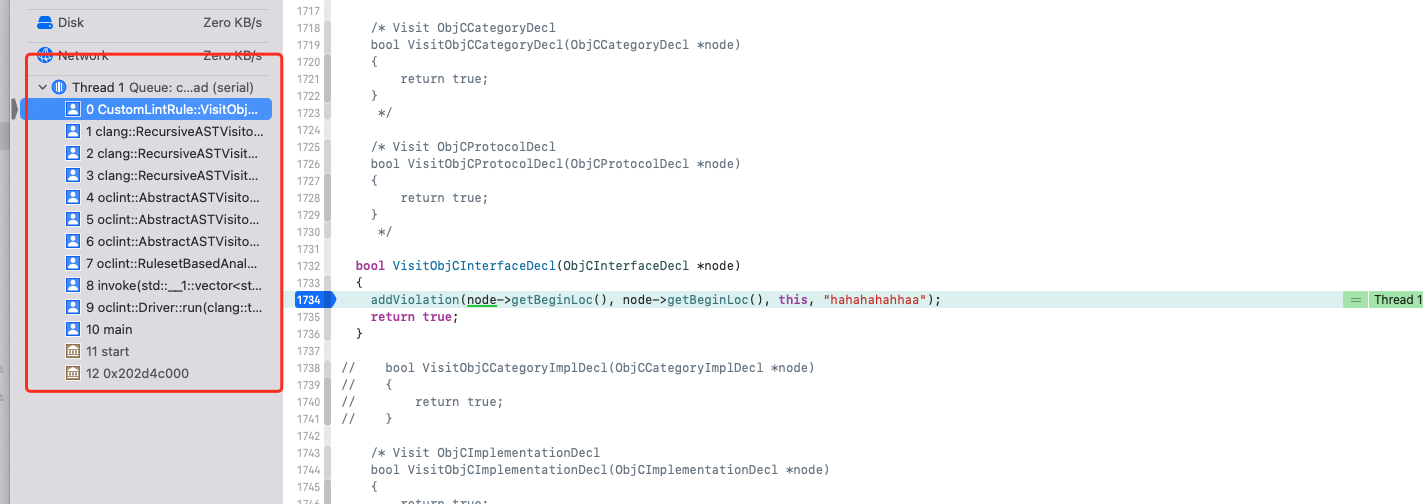 Disk Zero KB/s
Network Zero KB/s
Thread 1 Queue: c...ad (serial)
0 CustomLintRule::VisitObj...
1 clang::RecursiveASTVisito...
2 clang::RecursiveASTVisit...
3 clang::RecursiveASTVisit...
4 oclint::AbstractASTVisito...
5 oclint::AbstractASTVisito...
6 oclint::AbstractASTVisito...
7 oclint::RulesetBasedAnal...
8 invoke(std::__1::vector<st...
9 oclint::Driver::run(clang::t...
10 main
11 start
12 0x202d4c000
1717
1718 /* Visit ObjCCategoryDecl
1719 bool VisitObjCCategoryDecl(ObjCCategoryDecl *node)
1720 {
1721 return true;
1722 }
1723 */
1724
1725 /* Visit ObjCProtocolDecl
1726 bool VisitObjCProtocolDecl(ObjCProtocolDecl *node)
1727 {
1728 return true;
1729 }
1730 */
1731
1732 bool VisitObjCInterfaceDecl(ObjCInterfaceDecl *node)
1733 {
1734 addViolation(node->getBeginLoc(), node->getBeginLoc(), this, "hahahahahhaa"); = Thread 1
1735 return true;
1736 }
1737
1738 // bool VisitObjCCategoryImplDecl(ObjCCategoryImplDecl *node)
1739 // {
1740 // return true;
1741 // }
1742
1743 /* Visit ObjCImplementationDecl
1744 bool VisitObjCImplementationDecl(ObjCImplementationDecl *node)
1745 {
1746 return true;